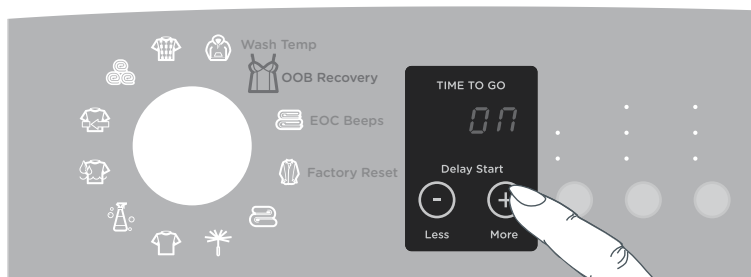 Wash Temp
OOB Recovery
EOC Beeps
Factory Reset
TIME TO GO
on
Delay Start
- +
Less More